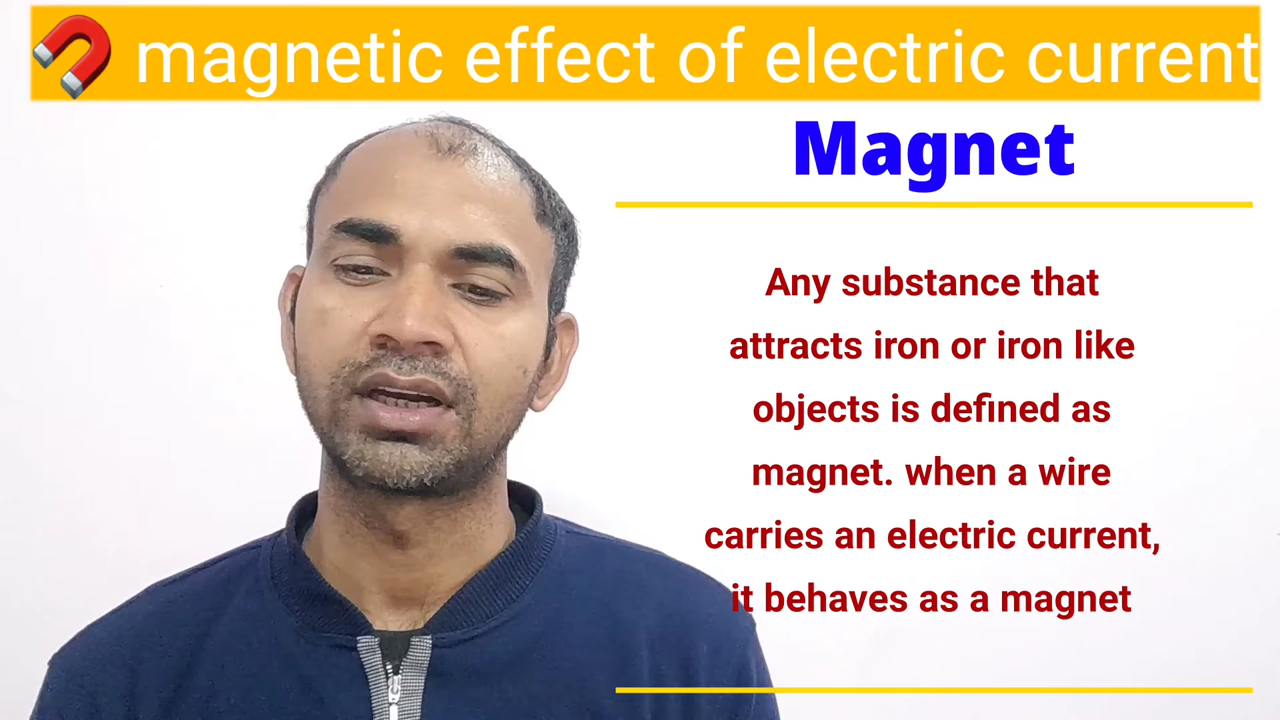 magnetic effect of electric current
Magnet
Any substance that
attracts iron or iron like
objects is defined as
magnet. when a wire
carries an electric current,
it behaves as a magnet